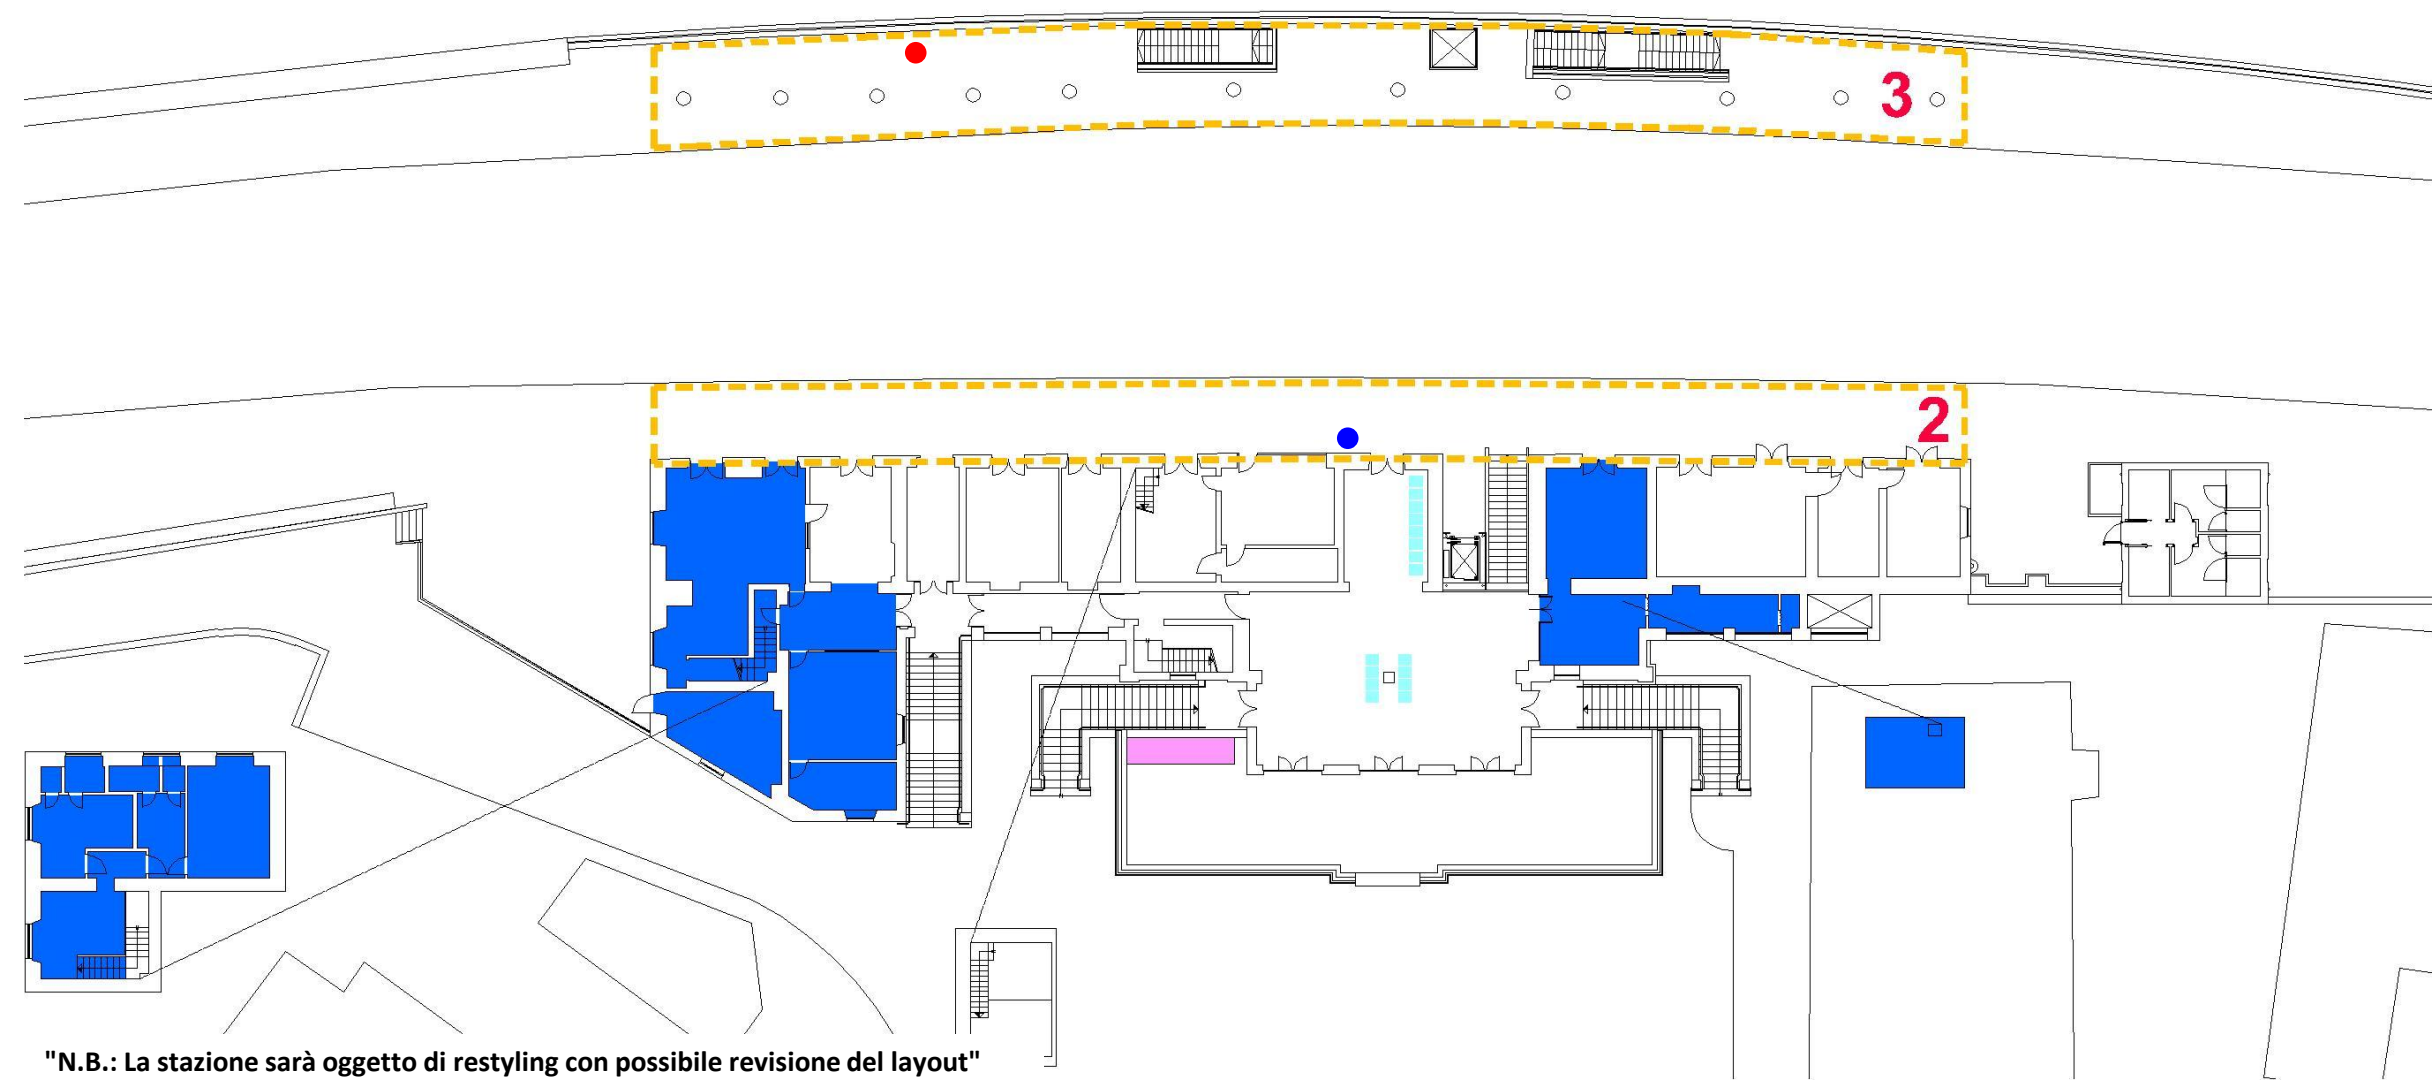 3
2
"N.B.: La stazione sarà oggetto di restyling con possibile revisione del layout"